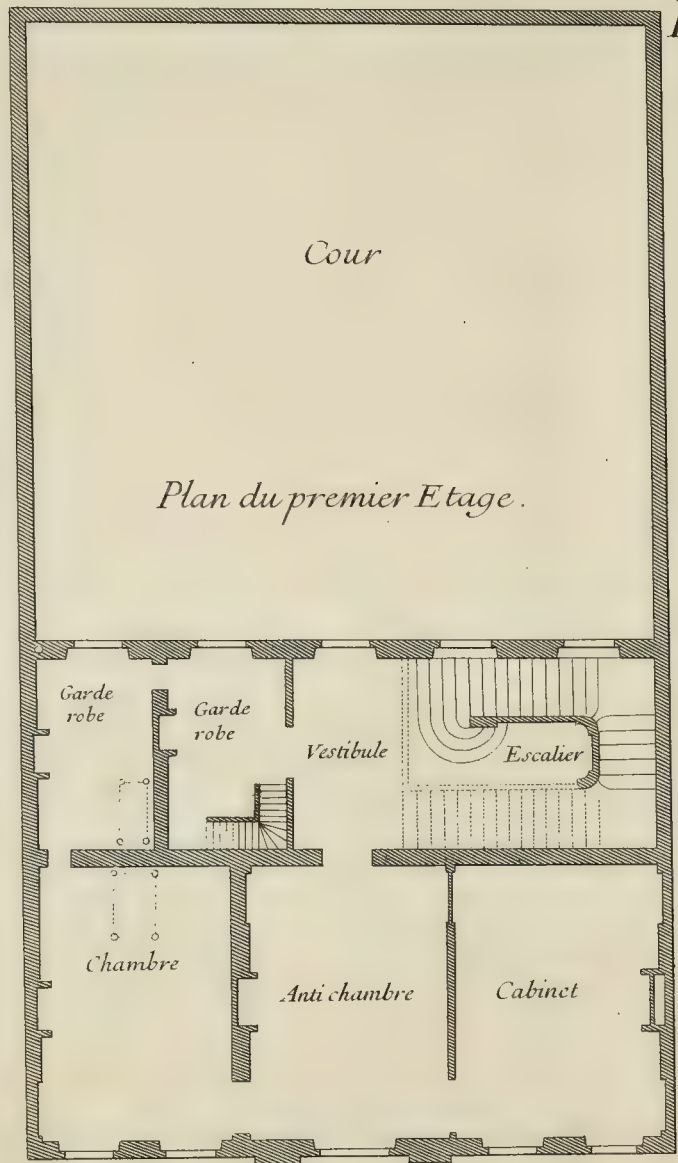 Cour
Plan du premier Etage.
Garde
robe
Garde
robe
Vestibule
Escalier
Chambre
Anti chambre
Cabinet